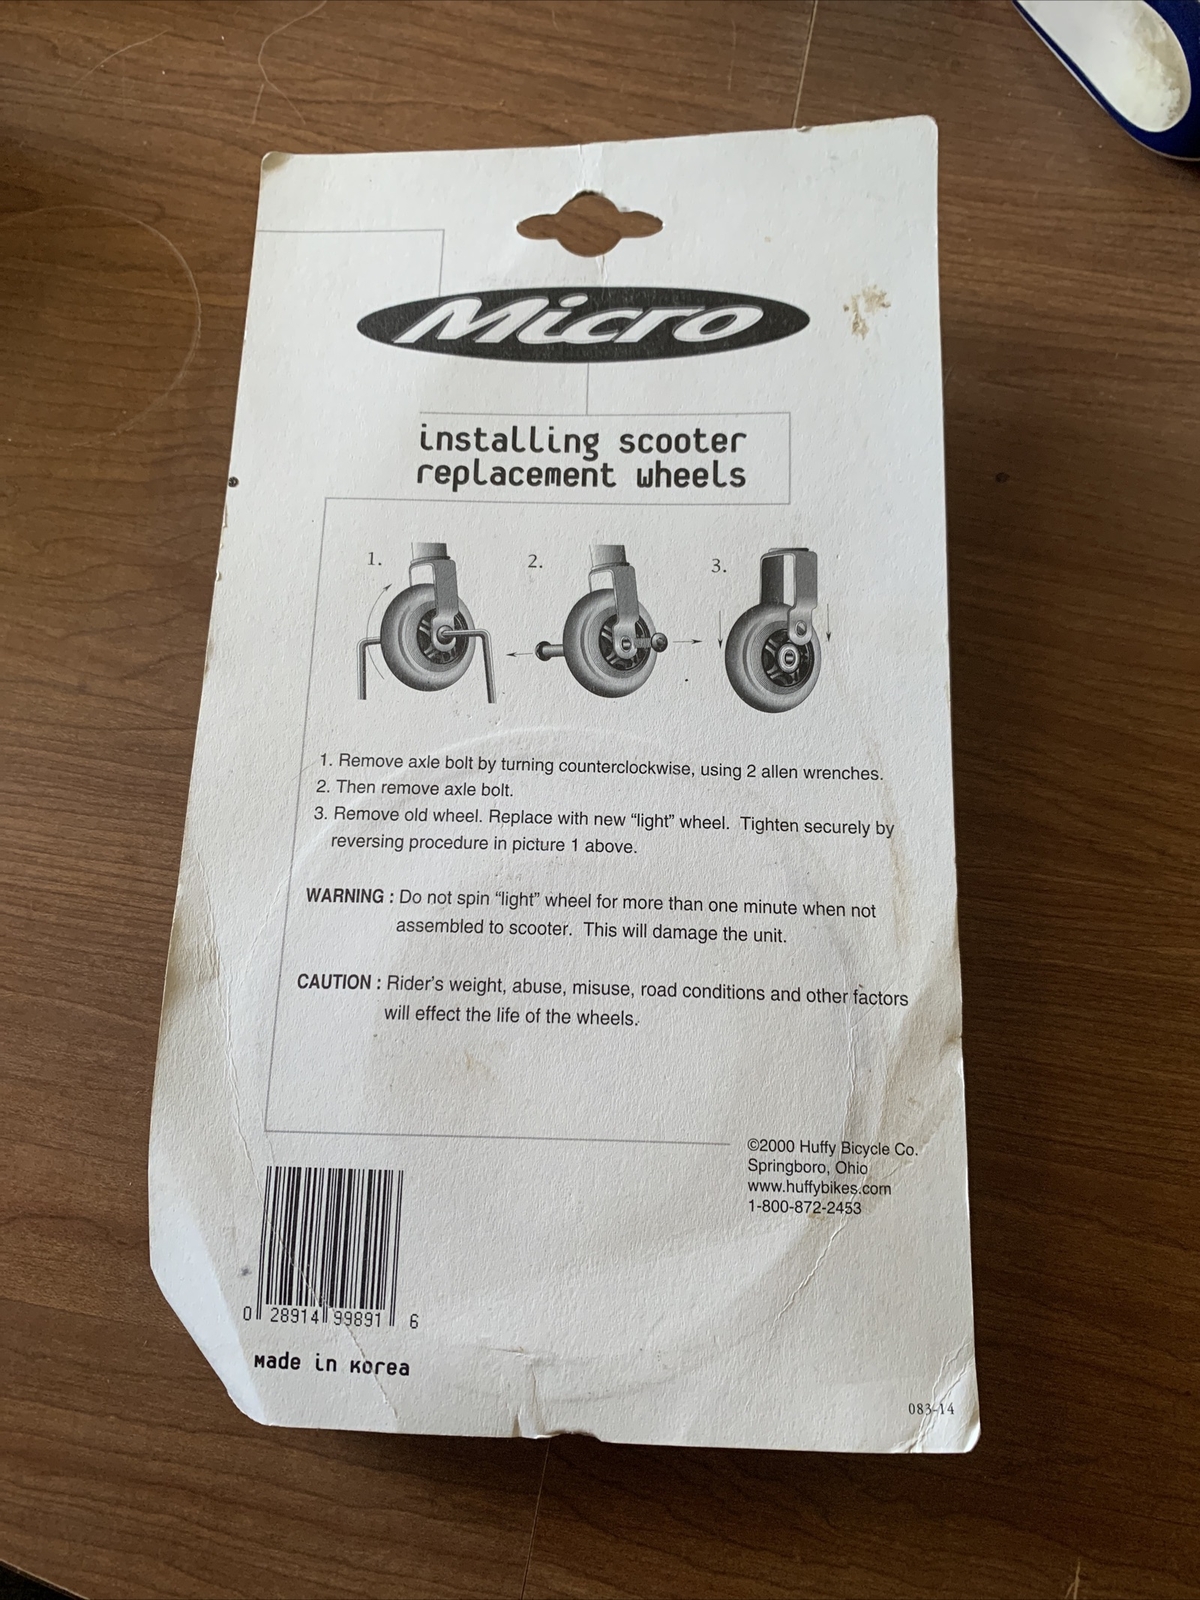 Micro
installing scooter
replacement wheels
1.
2.
3.
1. Remove axle bolt by turning counterclockwise, using 2 allen wrenches.
2. Then remove axle bolt.
3. Remove old wheel. Replace with new “light” wheel. Tighten securely by
reversing procedure in picture 1 above.
WARNING : Do not spin “light” wheel for more than one minute when not
assembled to scooter. This will damage the unit.
CAUTION : Rider’s weight, abuse, misuse, road conditions and other factors
will effect the life of the wheels.
©2000 Huffy Bicycle Co.
Springboro, Ohio
www.huffybikes.com
1-800-872-2453
0 28914 99891 6
Made in Korea
083-14